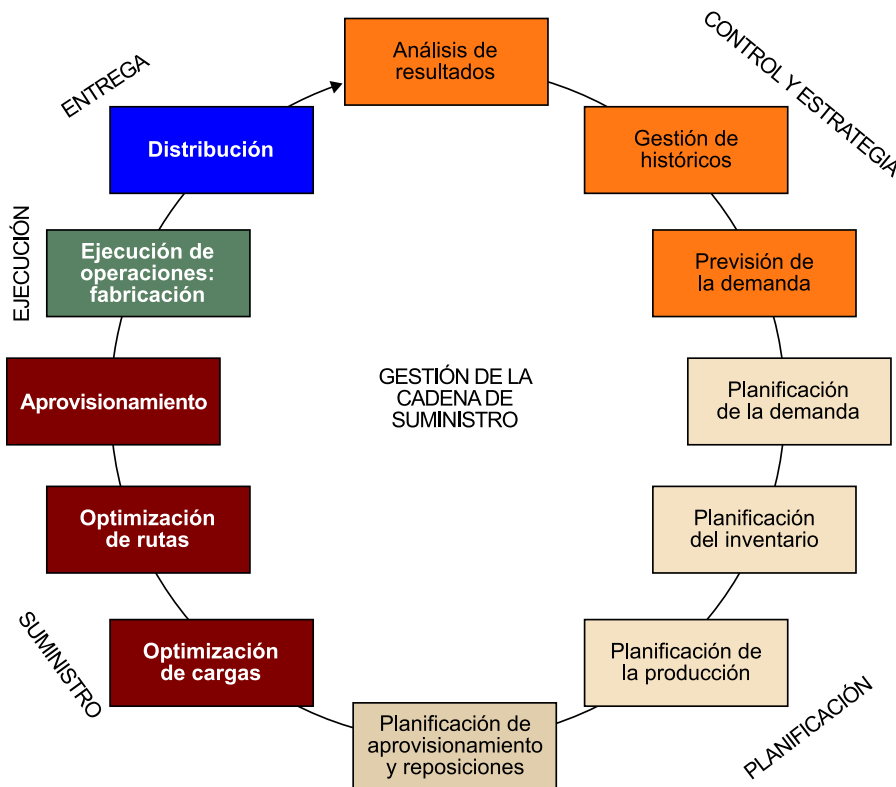 Análisis de
resultados
CONTROL Y ESTRATEGIA
Gestión de
históricos
Previsión de
la demanda
Planificación
de la demanda
Planificación
del inventario
Planificación de
la producción
PLANIFICACIÓN
Planificación de
aprovisionamiento
y reposiciones
Optimización
de cargas
SUMINISTRO
Optimización
de rutas
Aprovisionamiento
Ejecución de
operaciones:
fabricación
EJECUCIÓN
Distribución
ENTREGA
GESTIÓN DE LA
CADENA DE
SUMINISTRO